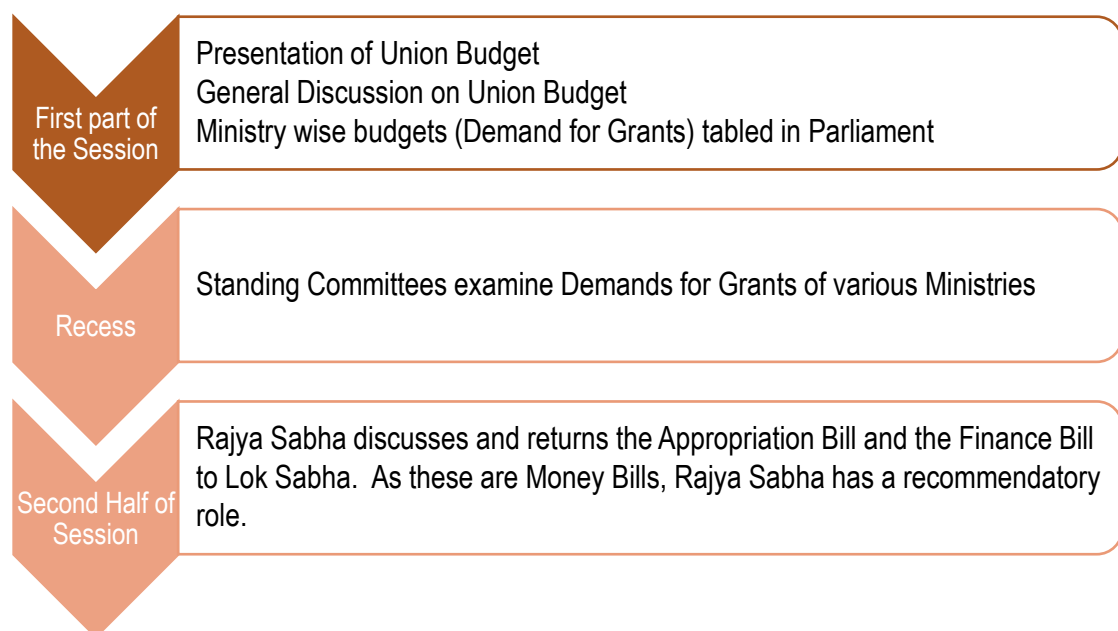 First part of
the Session
Presentation of Union Budget
General Discussion on Union Budget
Ministry wise budgets (Demand for Grants) tabled in Parliament
Recess
Standing Committees examine Demands for Grants of various Ministries
Second Half of
Session
Rajya Sabha discusses and returns the Appropriation Bill and the Finance Bill
to Lok Sabha.  As these are Money Bills, Rajya Sabha has a recommendatory
role.